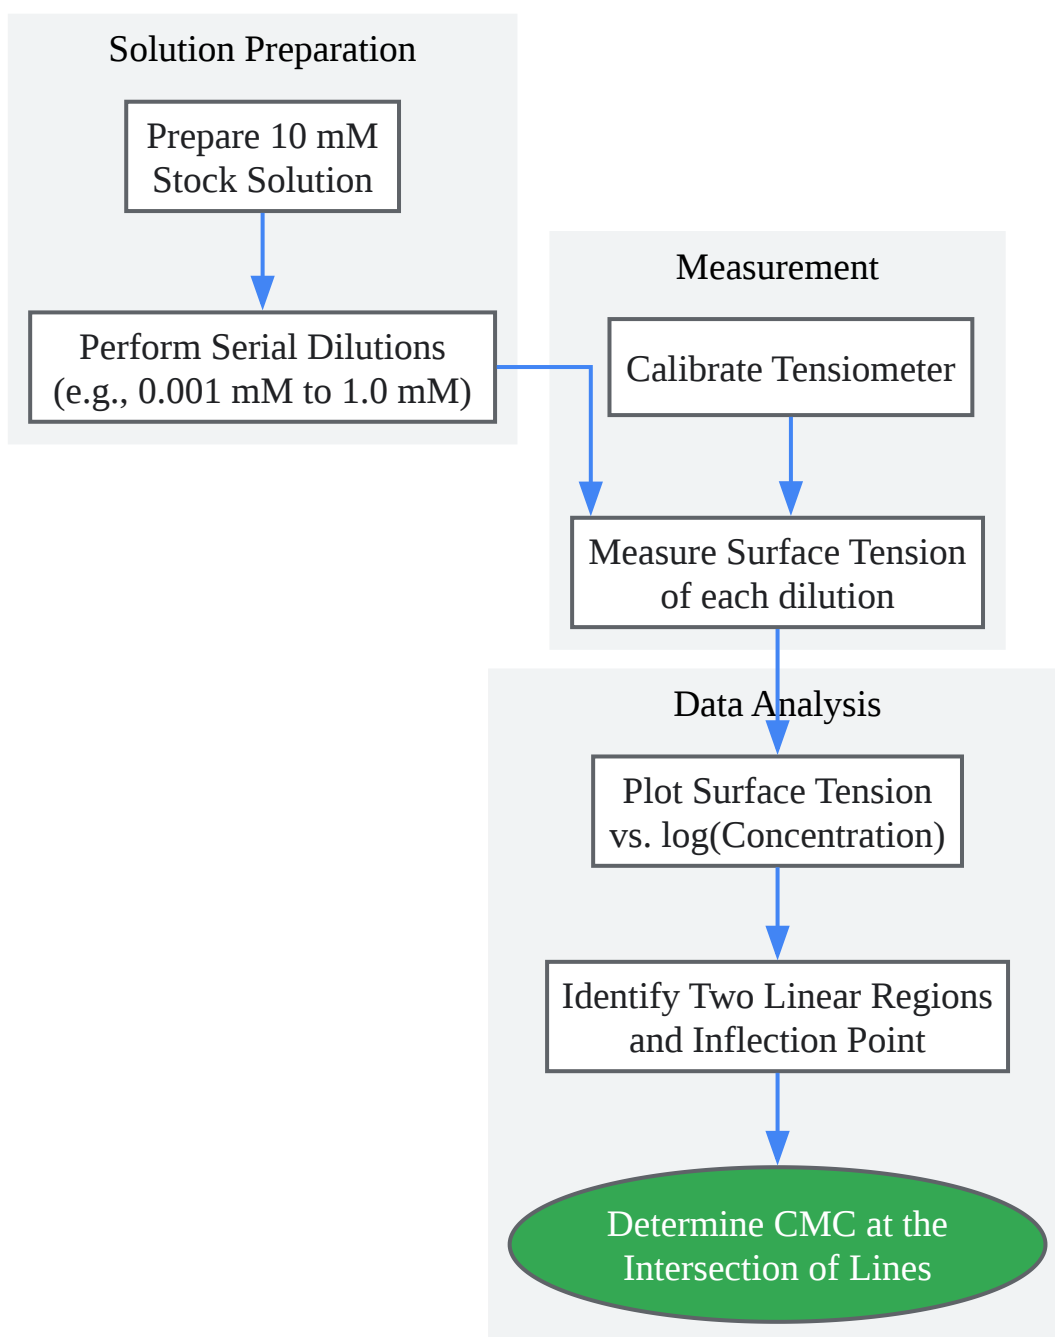 Solution Preparation
Prepare 10 mM
Stock Solution
Perform Serial Dilutions
(e.g., 0.001 mM to 1.0 mM)
Measurement
Calibrate Tensiometer
Measure Surface Tension
of each dilution
Data Analysis
Plot Surface Tension
vs. log(Concentration)
Identify Two Linear Regions
and Inflection Point
Determine CMC at the
Intersection of Lines